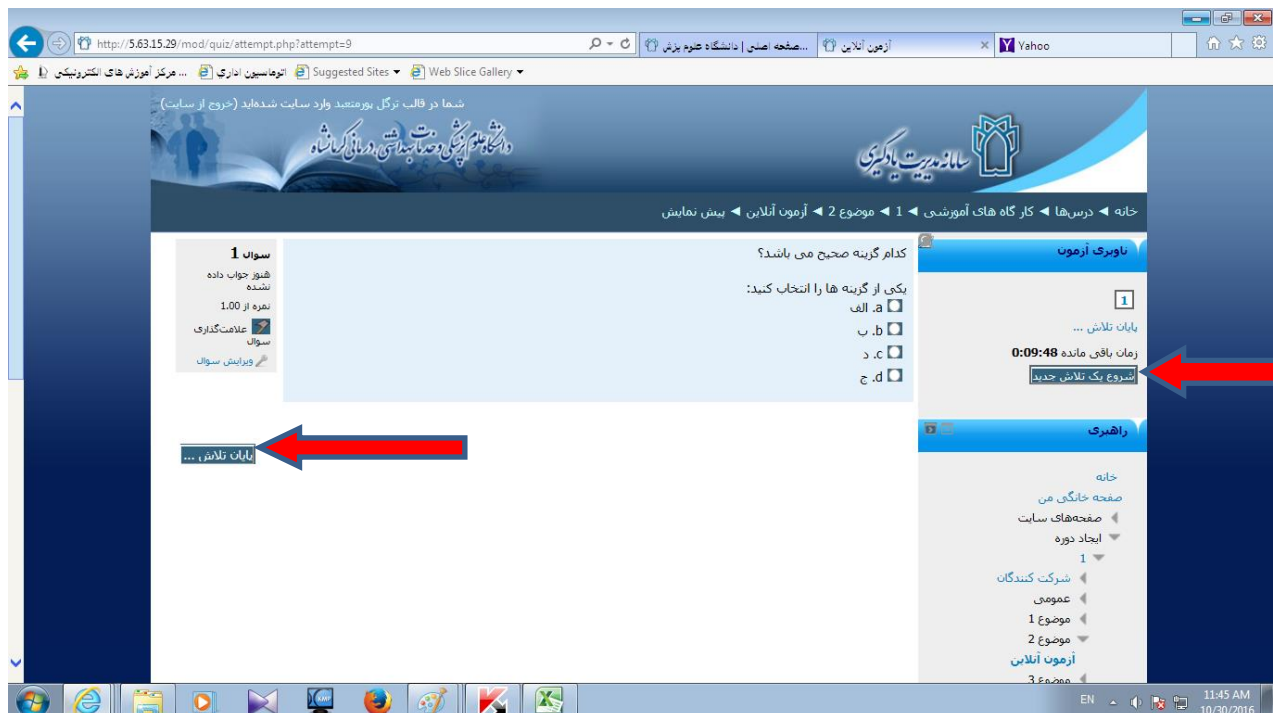 http://5.63.15.29/mod/quiz/attempt.php?attempt=9
صفحه اصلی | دانشگاه علوم پزش...
آزمون آنلاین
Yahoo
مرکز آموزش های الکترونیکی ...
اتوماسیون اداري
Suggested Sites
Web Slice Gallery
شما در قالب ترگل پورمتعبد وارد سایت شده‌اید (خروج از سایت)
دانشگاه علوم پزشکی و خدمات بهداشتی، درمانی کرمانشاه
سامانه مدیریت یادگیری
خانه ◄ درس‌ها ◄ کار گاه های آموزشی ◄ 1 ◄ موضوع 2 ◄ آزمون آنلاین ◄ پیش نمایش
ناوبری آزمون
1
پایان تلاش ...
زمان باقی مانده 0:09:48
شروع یک تلاش جدید
کدام گزینه صحیح می باشد؟
یکی از گزینه ها را انتخاب کنید:
a. الف
b. ب
c. د
d. ج
سوال 1
هنوز جواب داده
نشده
نمره از 1.00
علامت‌گذاری
سوال
ویرایش سوال
پایان تلاش ...
راهبری
خانه
صفحه خانگی من
صفحه‌های سایت
ایجاد دوره
1
شرکت کنندگان
عمومی
موضوع 1
موضوع 2
آزمون آنلاین
موضوع 3
EN
11:45 AM
10/30/2016